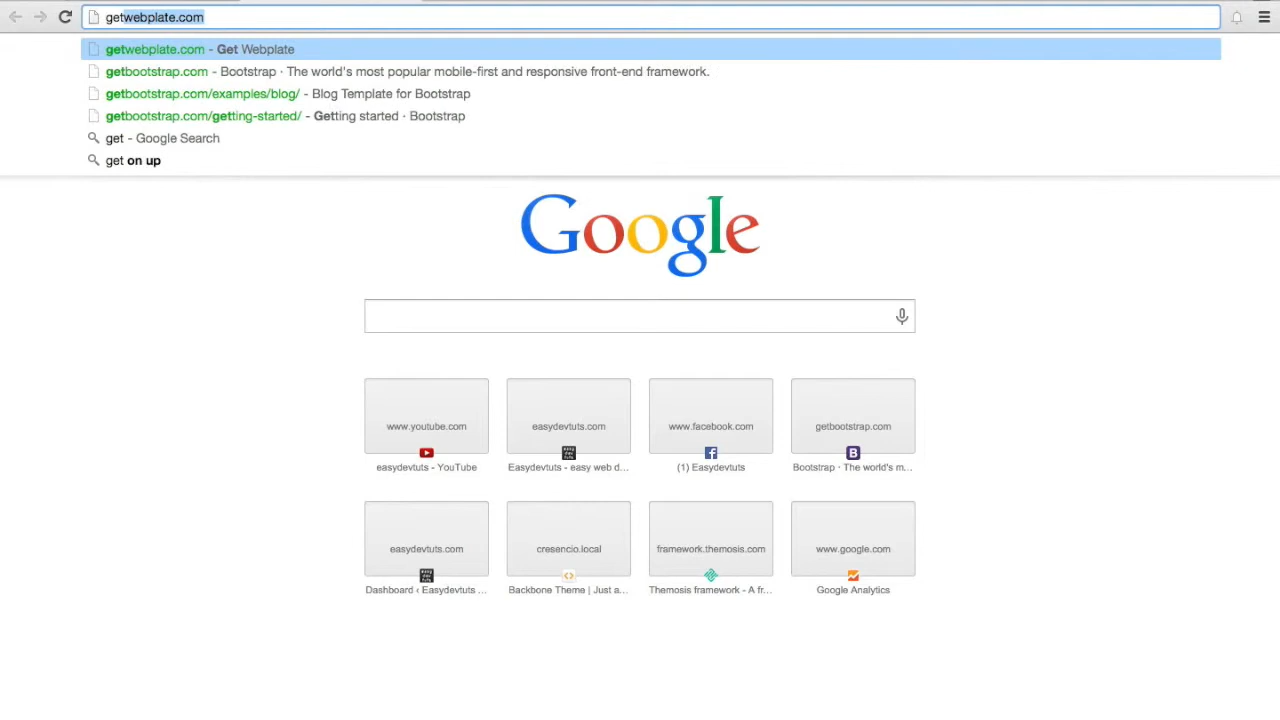 getwebplate.com
getwebplate.com - Get Webplate
getbootstrap.com - Bootstrap · The world's most popular mobile-first and responsive front-end framework.
getbootstrap.com/examples/blog/ - Blog Template for Bootstrap
getbootstrap.com/getting-started/ - Getting started · Bootstrap
get - Google Search
get on up
Google
www.youtube.com easydevtuts.com www.facebook.com getbootstrap.com
B
easydevtuts - YouTube Easydevtuts - easy web d... (1) Easydevtuts Bootstrap · The world's m...
easydevtuts.com cresencio.local framework.themosis.com www.google.com
Dashboard ‹ Easydevtuts ... Backbone Theme | Just a... Themosis framework - A fr... Google Analytics